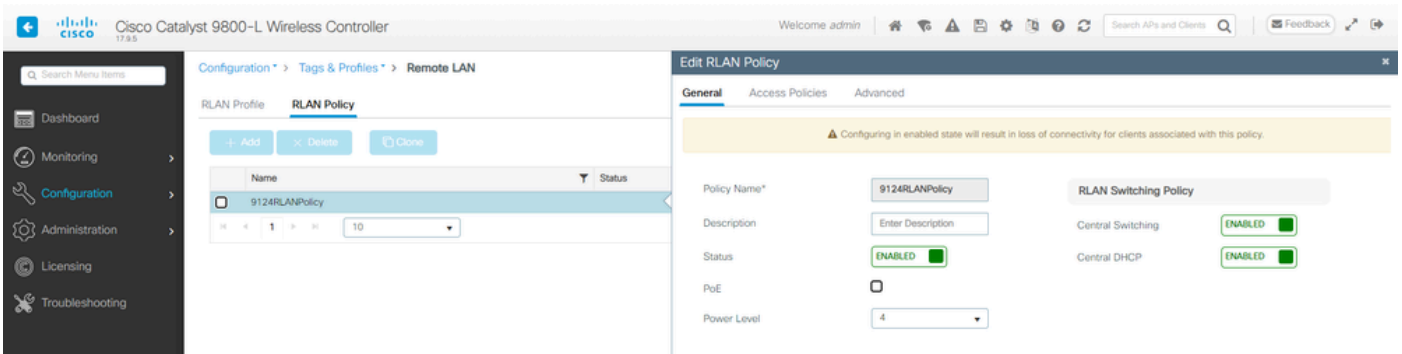 CISCO
Cisco Catalyst 9800-L Wireless Controller
17.9.5
Welcome admin
Search APs and Clients
Feedback
Search Menu Items
Dashboard
Monitoring
Configuration
Administration
Licensing
Troubleshooting
Configuration > Tags & Profiles > Remote LAN
RLAN Profile RLAN Policy
+ Add × Delete Clone
Name Status
9124RLANPolicy
1 10
Edit RLAN Policy
General Access Policies Advanced
Configuring in enabled state will result in loss of connectivity for clients associated with this policy.
Policy Name* 9124RLANPolicy RLAN Switching Policy
Description Enter Description Central Switching ENABLED
Status ENABLED Central DHCP ENABLED
PoE
Power Level 4